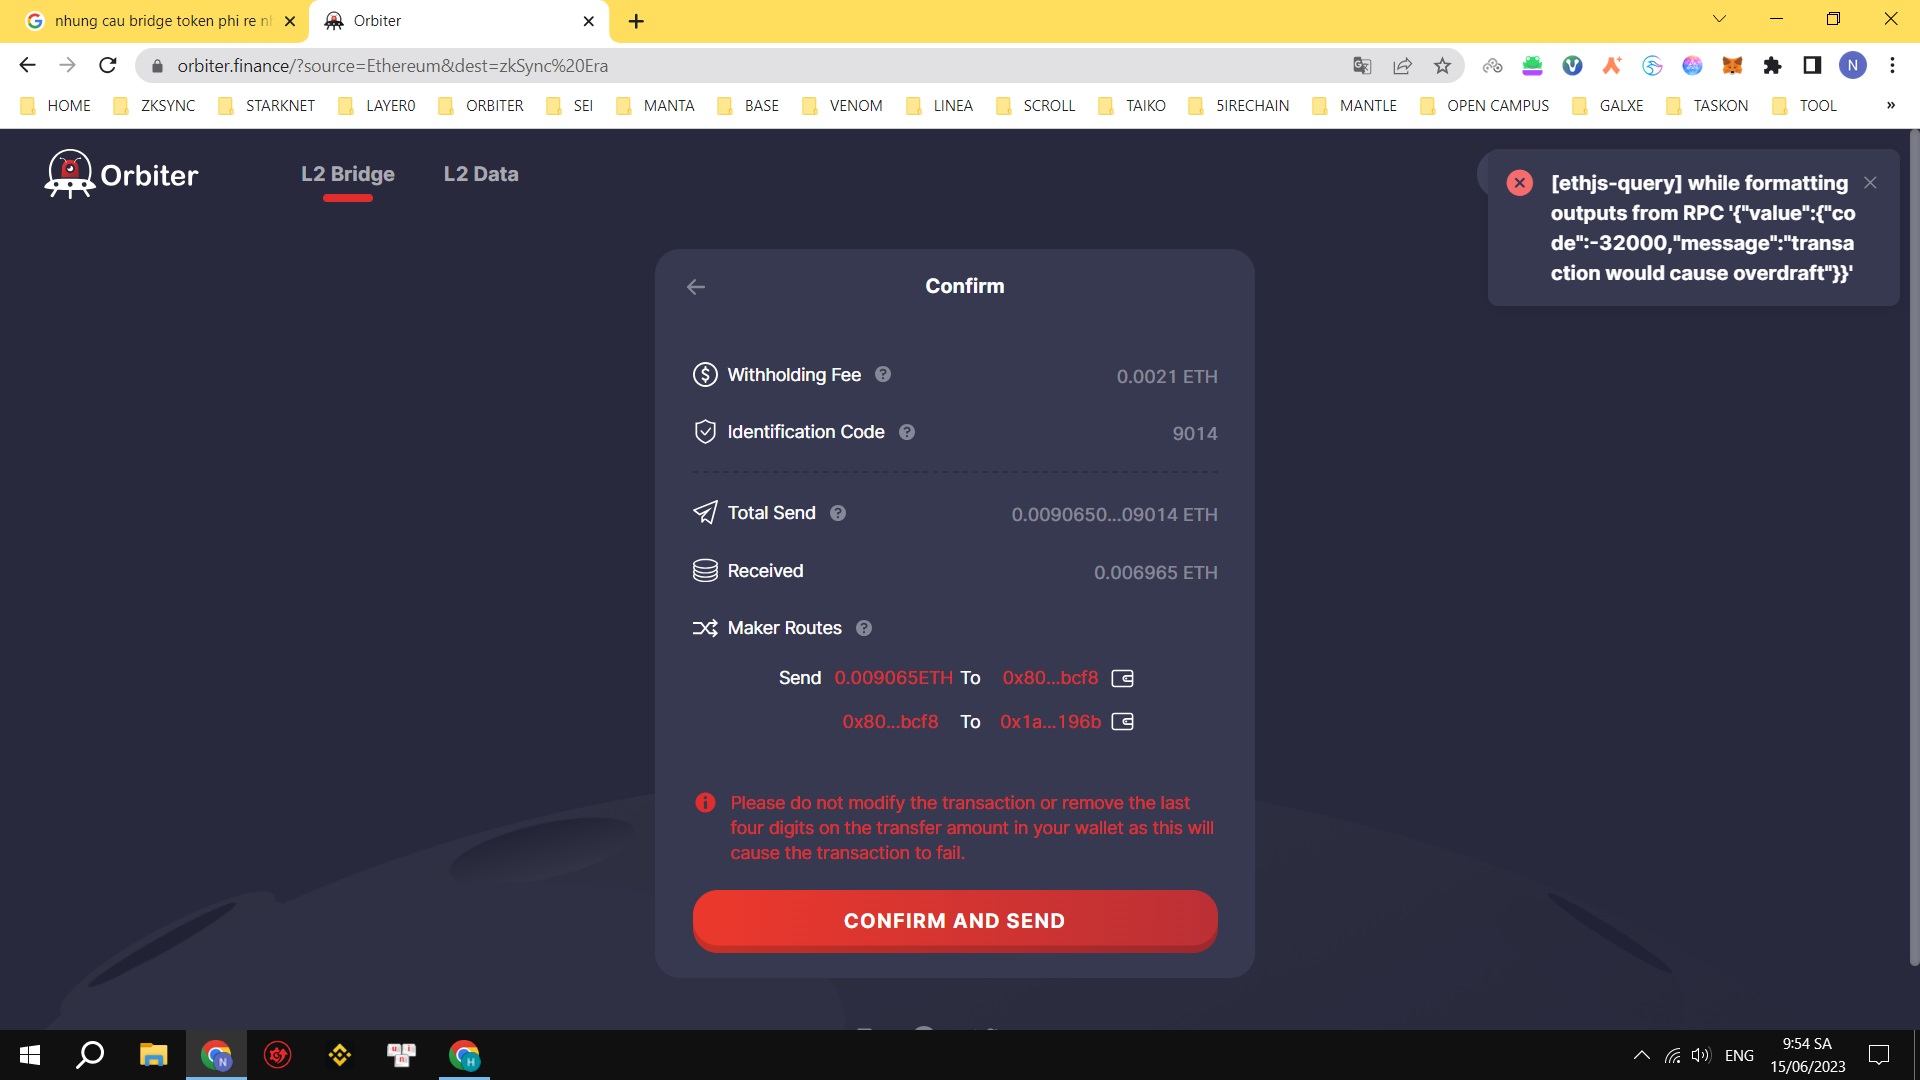 nhung cau bridge token phi re nh
Orbiter
orbiter.finance/?source=Ethereum&dest=zkSync%20Era
N
HOME
ZKSYNC
STARKNET
LAYER0
ORBITER
SEI
MANTA
BASE
VENOM
LINEA
SCROLL
TAIKO
5IRECHAIN
MANTLE
OPEN CAMPUS
GALXE
TASKON
TOOL
»
Orbiter
L2 Bridge
L2 Data
[ethjs-query] while formatting
outputs from RPC '{"value":{"co
de":-32000,"message":"transa
ction would cause overdraft"}}'
Confirm
Withholding Fee ?
0.0021 ETH
Identification Code ?
9014
Total Send ?
0.0090650...09014 ETH
Received
0.006965 ETH
Maker Routes ?
Send 0.009065ETH To 0x80...bcf8
0x80...bcf8 To 0x1a...196b
Please do not modify the transaction or remove the last
four digits on the transfer amount in your wallet as this will
cause the transaction to fail.
CONFIRM AND SEND
ENG
9:54 SA
15/06/2023